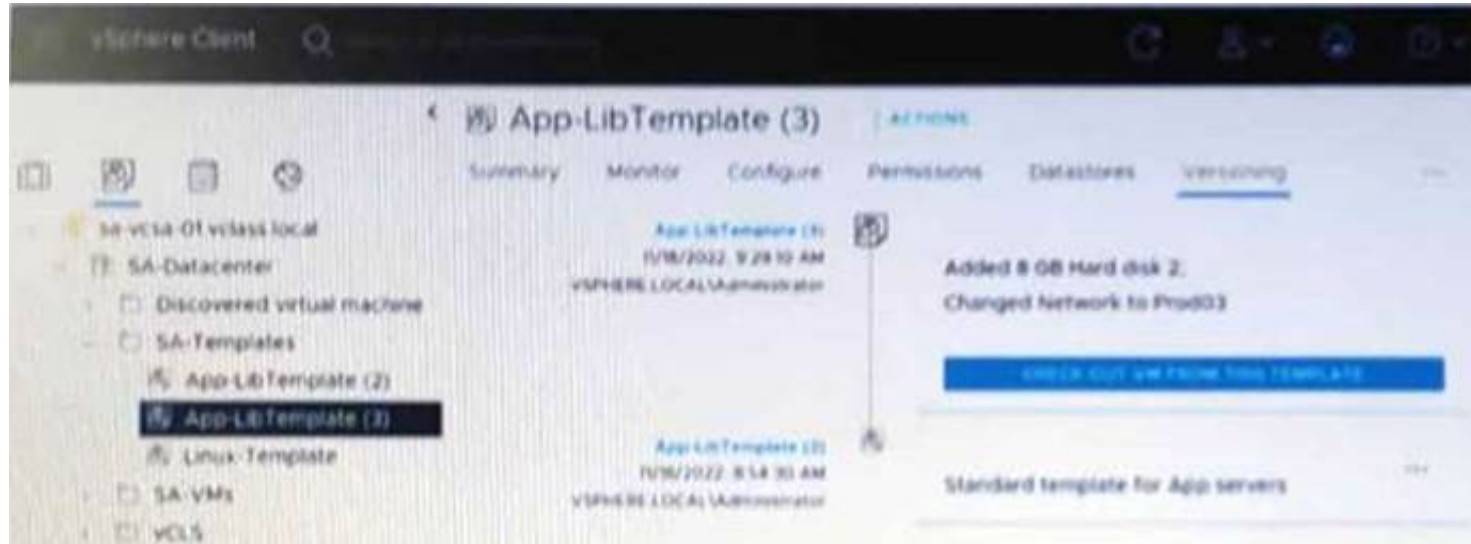 vSphere Client
App-LibTemplate (3)
ACTIONS
Summary Monitor Configure Permissions Datastores Versioning
sa-vcsa-01.vclass.local
SA-Datacenter
Discovered virtual machine
SA-Templates
App-LibTemplate (2)
App-LibTemplate (3)
Linux-Template
SA-VMs
vCLS
App-LibTemplate (3)
11/18/2022, 9:29:10 AM
VSPHERE.LOCAL\Administrator
Added 8 GB Hard disk 2.
Changed Network to Prod03
CHECK OUT VM FROM THIS TEMPLATE
App-LibTemplate (2)
11/18/2022, 8:54:30 AM
VSPHERE.LOCAL\Administrator
Standard template for App servers